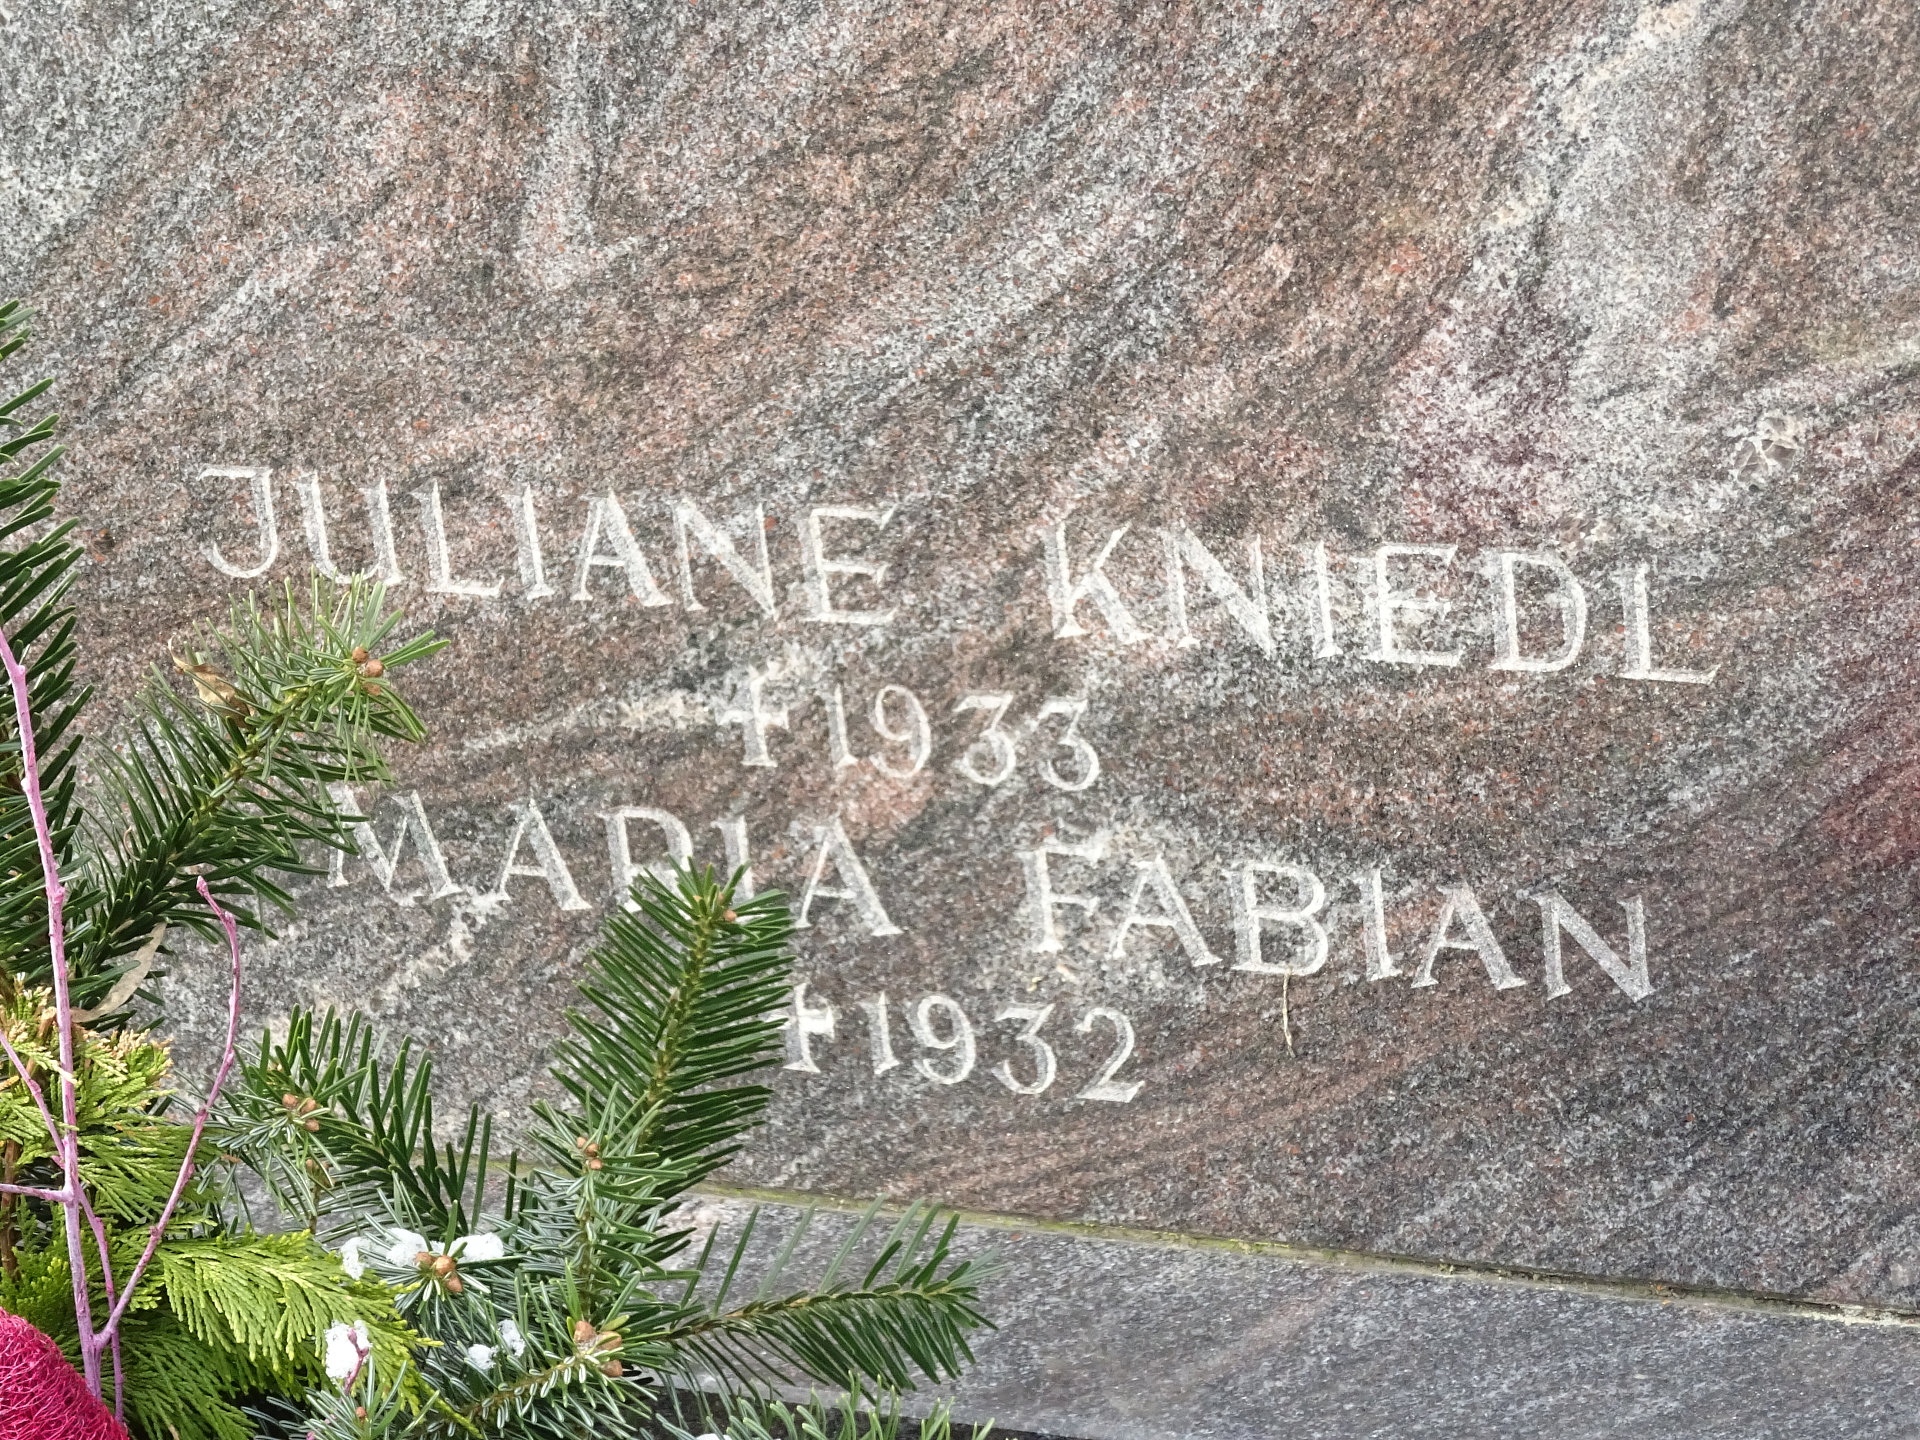 JULIANE KNIEDL
†1933
MARIA FABIAN
†1932